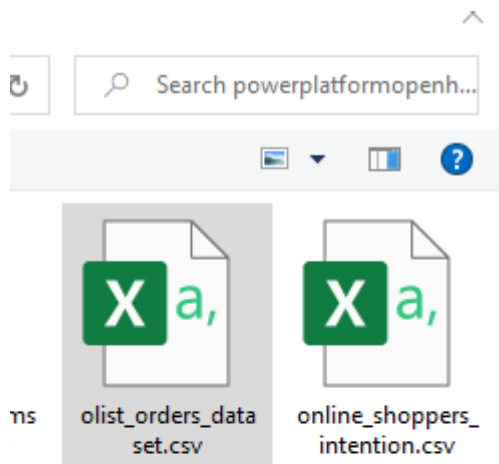 Search powerplatformopenh...
?
X a,
X a,
ms
olist_orders_data
set.csv
online_shoppers_
intention.csv